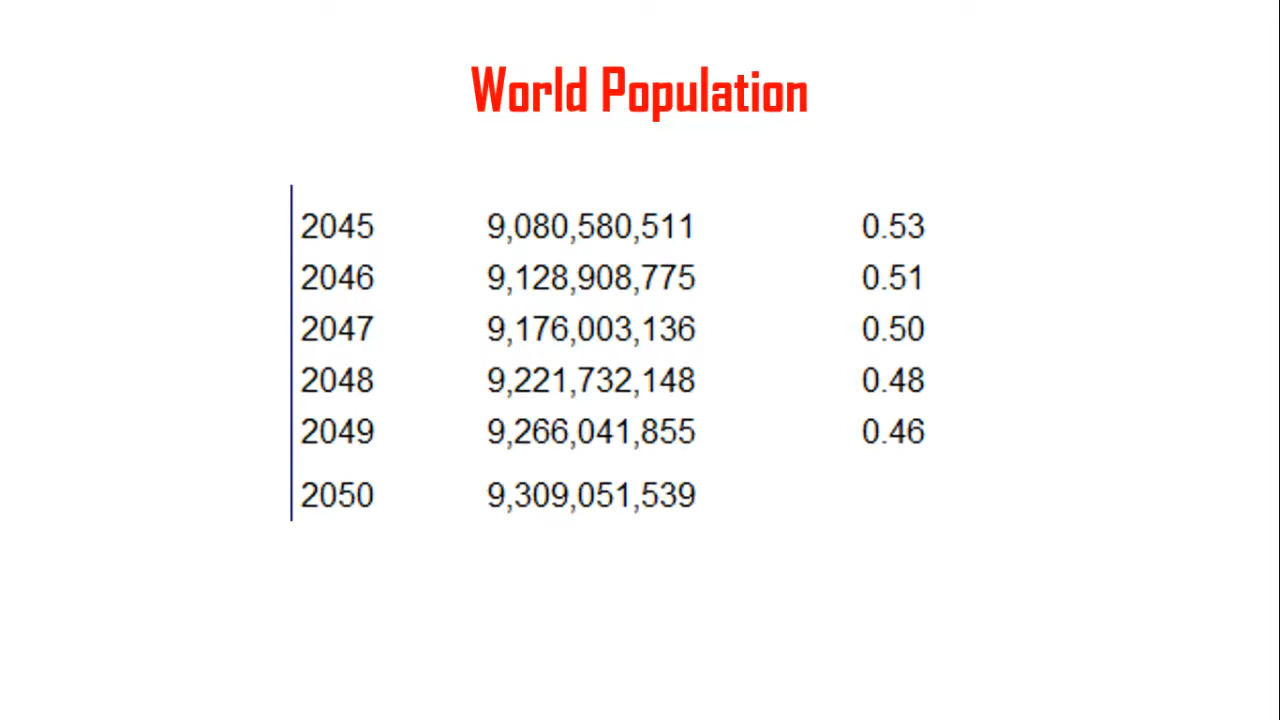 World Population
2045 9,080,580,511 0.53
2046 9,128,908,775 0.51
2047 9,176,003,136 0.50
2048 9,221,732,148 0.48
2049 9,266,041,855 0.46
2050 9,309,051,539